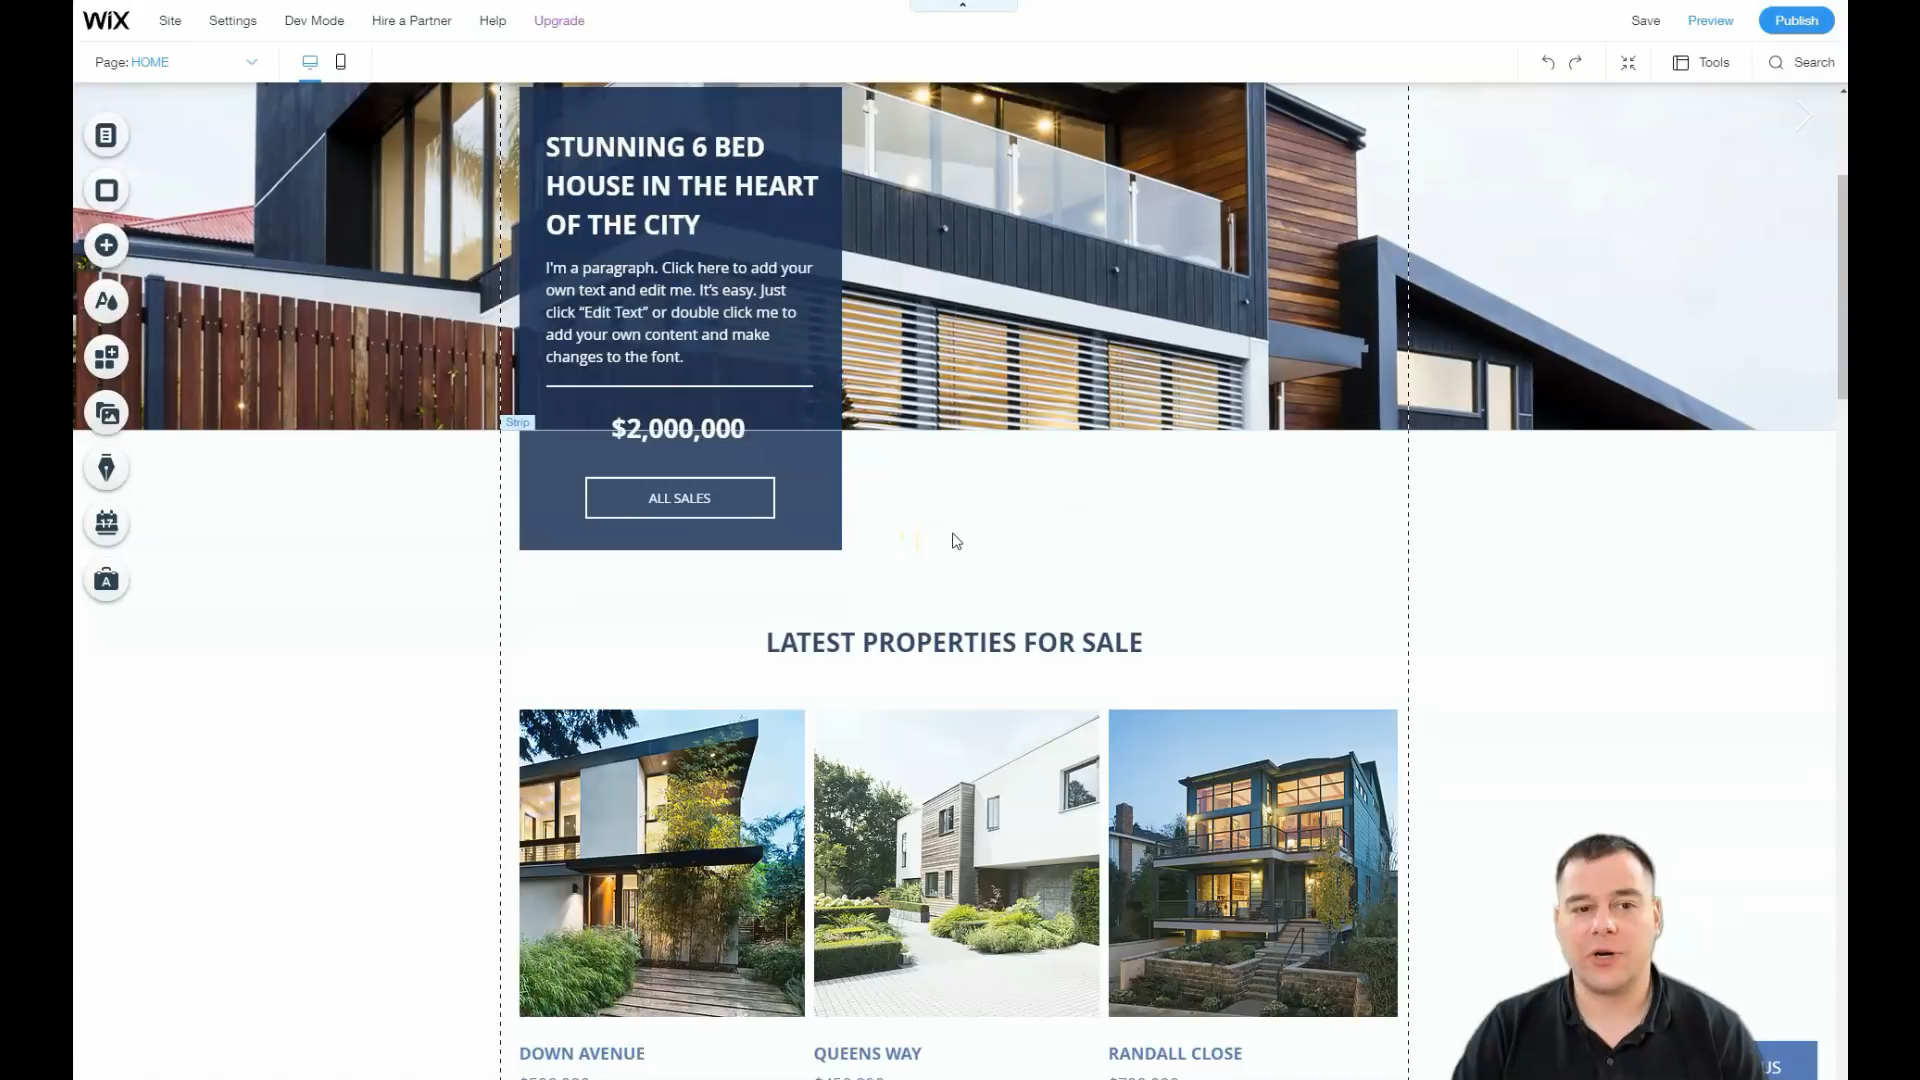 WiX Site Settings Dev Mode Hire a Partner Help Upgrade Save Preview Publish
Page: HOME Tools Search
STUNNING 6 BED
HOUSE IN THE HEART
OF THE CITY
I'm a paragraph. Click here to add your
own text and edit me. It's easy. Just
click “Edit Text” or double click me to
add your own content and make
changes to the font.
Strip
$2,000,000
ALL SALES
17
A
LATEST PROPERTIES FOR SALE
DOWN AVENUE QUEENS WAY RANDALL CLOSE
US